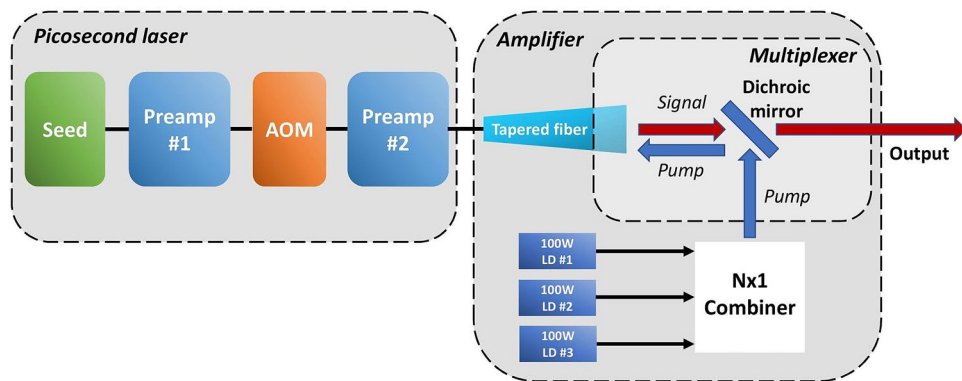 Picosecond laser
Seed
Preamp
#1
AOM
Preamp
#2
Amplifier
Multiplexer
Dichroic
mirror
Tapered fiber
Signal
Pump
Output
Pump
100W
LD #1
100W
LD #2
100W
LD #3
Nx1
Combiner